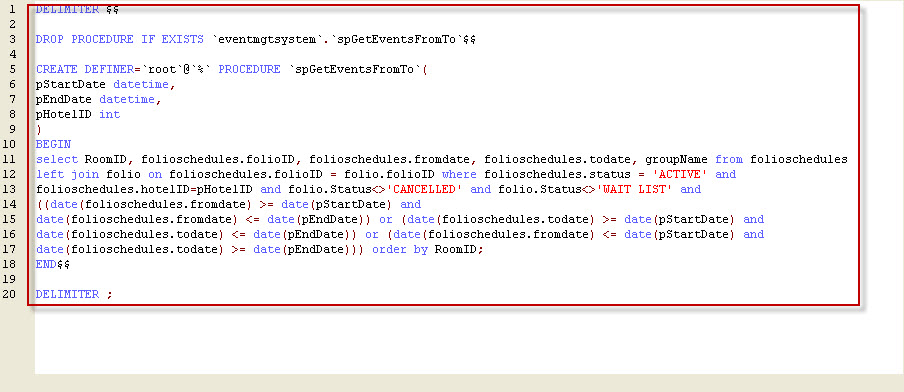 1 DELIMITER $$
2
3 DROP PROCEDURE IF EXISTS `eventmgtsystem`.`spGetEventsFromTo`$$
4
5 CREATE DEFINER=`root`@`%` PROCEDURE `spGetEventsFromTo`(
6 pStartDate datetime,
7 pEndDate datetime,
8 pHotelID int
9 )
10 BEGIN
11 select RoomID, folioschedules.folioID, folioschedules.fromdate, folioschedules.todate, groupName from folioschedules
12 left join folio on folioschedules.folioID = folio.folioID where folioschedules.status = 'ACTIVE' and
13 folioschedules.hotelID=pHotelID and folio.Status<>'CANCELLED' and folio.Status<>'WAIT LIST' and
14 ((date(folioschedules.fromdate) >= date(pStartDate) and
15 date(folioschedules.fromdate) <= date(pEndDate)) or (date(folioschedules.todate) >= date(pStartDate) and
16 date(folioschedules.todate) <= date(pEndDate)) or (date(folioschedules.fromdate) <= date(pStartDate) and
17 date(folioschedules.todate) >= date(pEndDate))) order by RoomID;
18 END$$
19
20 DELIMITER ;